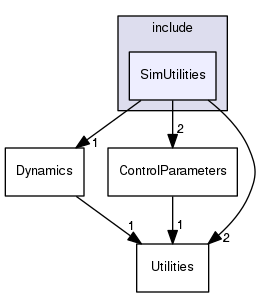 include
SimUtilities
1
2
Dynamics
ControlParameters
1
1
2
Utilities